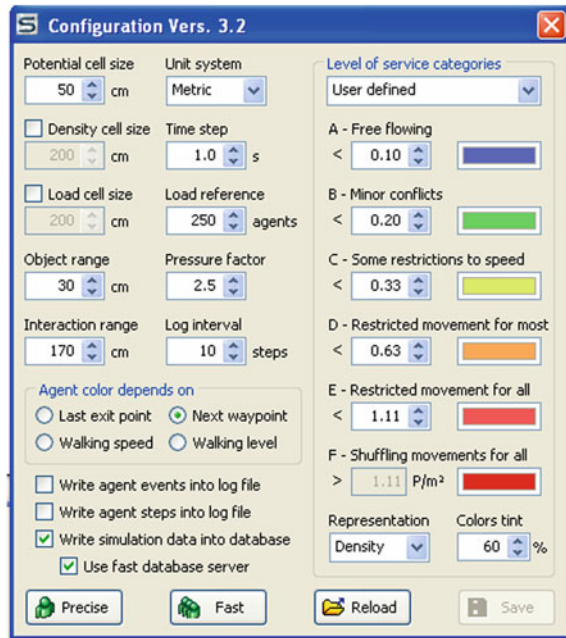 Configuration Vers. 3.2
Potential cell size
50 cm
Unit system
Metric
Density cell size
200 cm
Time step
1.0 s
Load cell size
200 cm
Load reference
250 agents
Object range
30 cm
Pressure factor
2.5
Interaction range
170 cm
Log interval
10 steps
Agent color depends on
Last exit point
Next waypoint
Walking speed
Walking level
Write agent events into log file
Write agent steps into log file
Write simulation data into database
Use fast database server
Level of service categories
User defined
A - Free flowing
< 0.10
B - Minor conflicts
< 0.20
C - Some restrictions to speed
< 0.33
D - Restricted movement for most
< 0.63
E - Restricted movement for all
< 1.11
F - Shuffling movements for all
> 1.11 P/m²
Representation
Density
Colors tint
60 %
Precise
Fast
Reload
Save